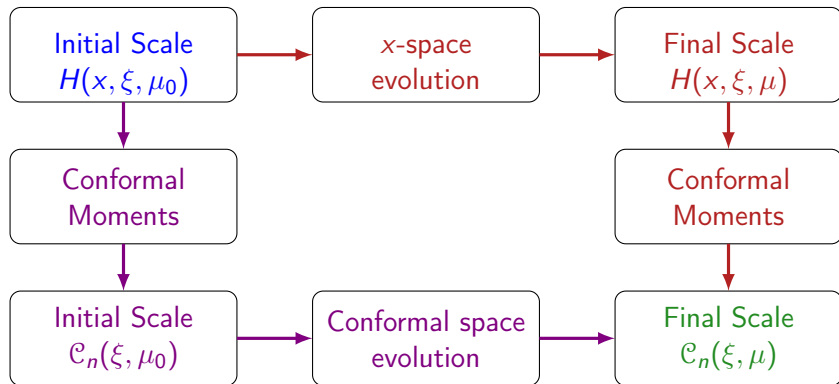 Initial Scale
H(x, ξ, μ₀)
x-space
evolution
Final Scale
H(x, ξ, μ)
Conformal
Moments
Conformal
Moments
Initial Scale
𝒞ₙ(ξ, μ₀)
Conformal space
evolution
Final Scale
𝒞ₙ(ξ, μ)